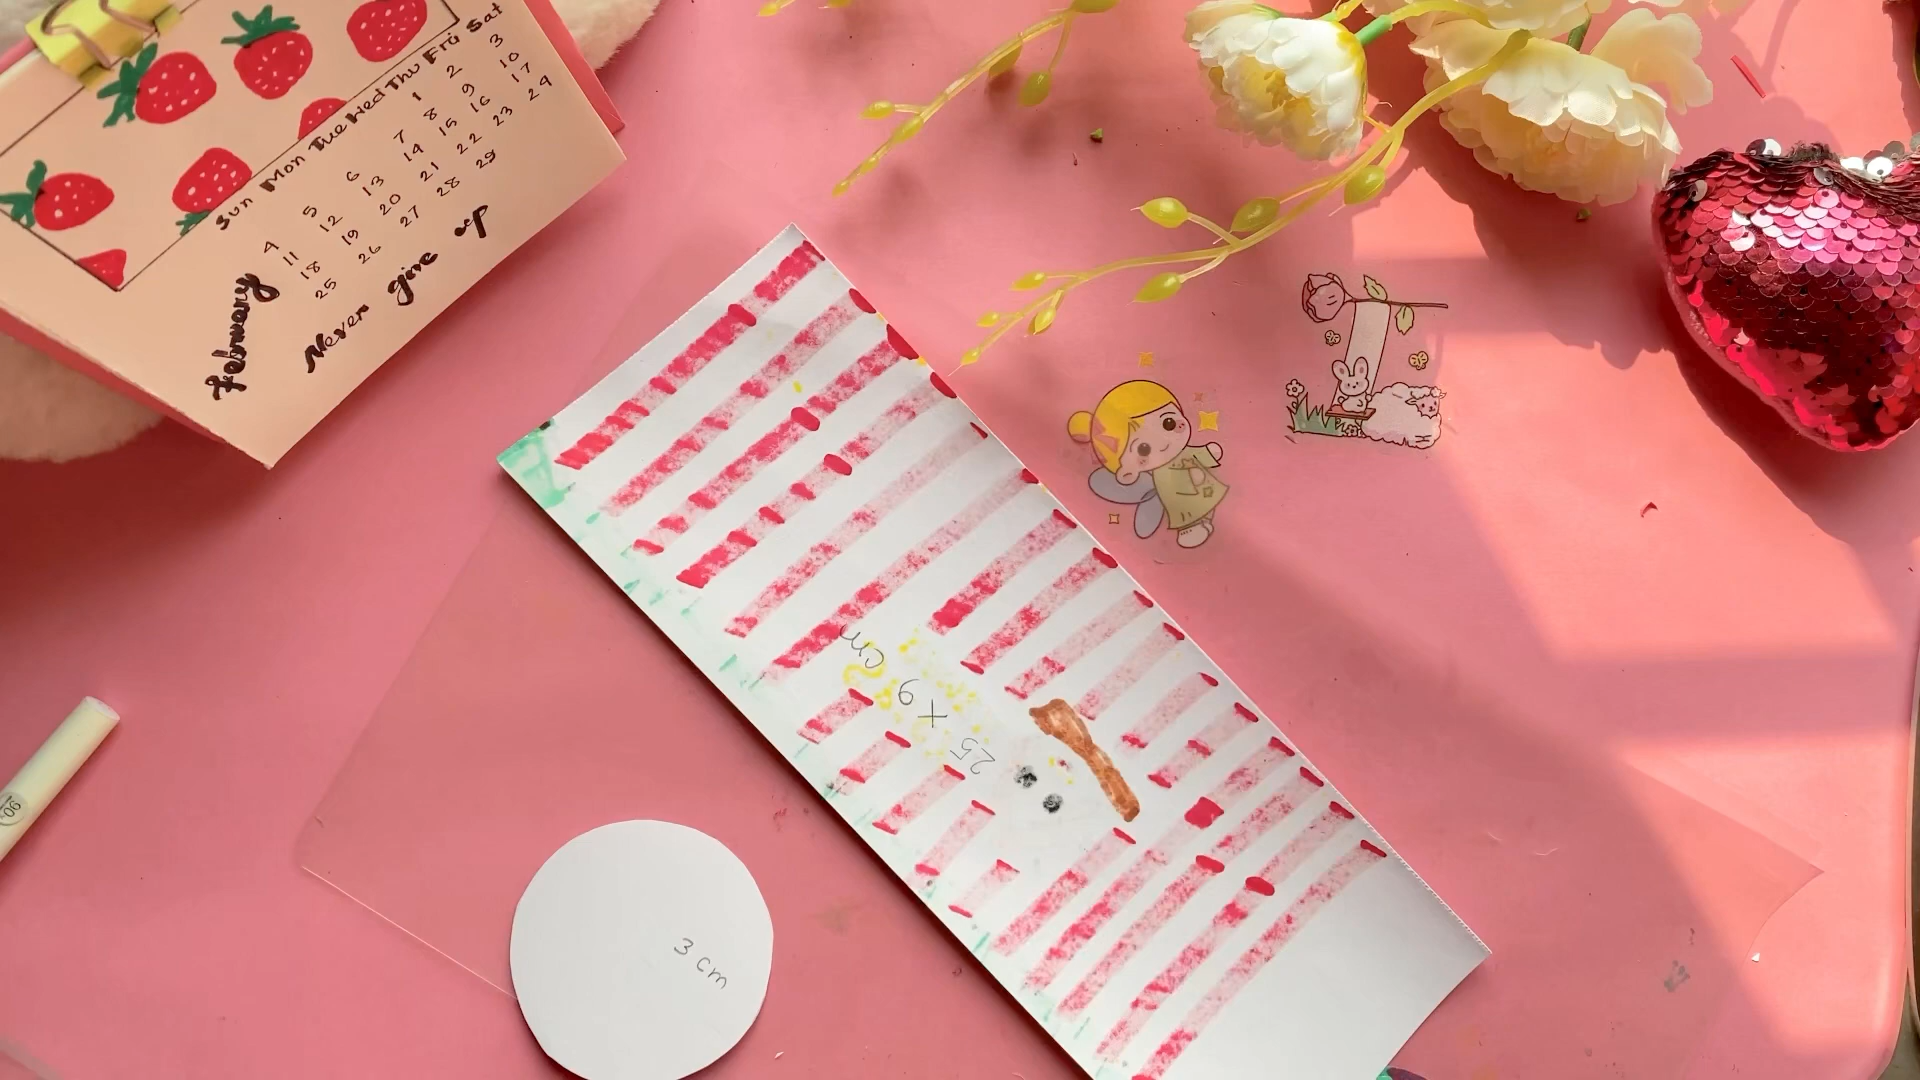 Sun Mon Tue Wed Thu Fri Sat
1 2 3
4 5 6 7 8 9 10
11 12 13 14 15 16 17
18 19 20 21 22 23 24
25 26 27 28 29
February
Never give up
25 X 9 cm
3 cm